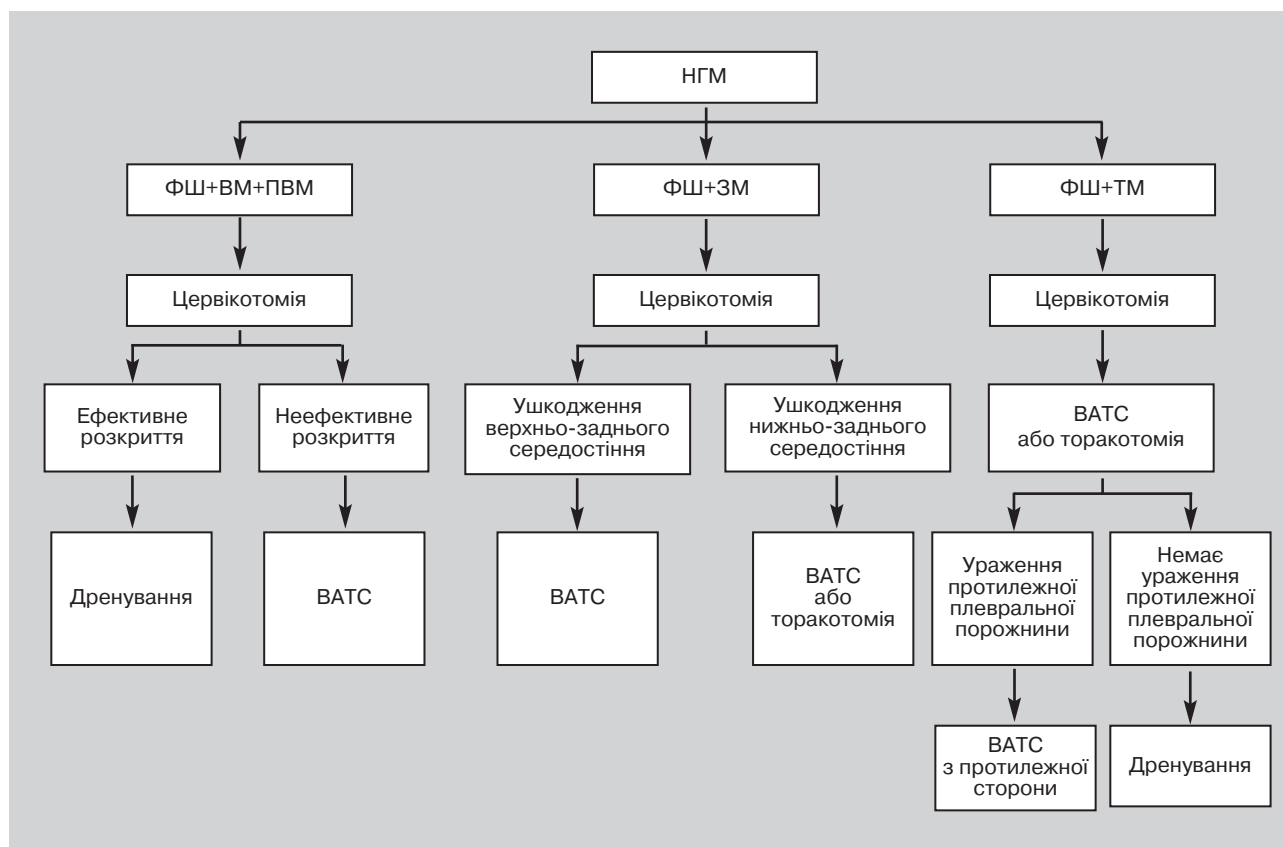 НГМ
ФШ+ВМ+ПВМ
ФШ+ЗМ
ФШ+ТМ
Цервікотомія
Цервікотомія
Цервікотомія
Ефективне
розкриття
Неефективне
розкриття
Ушкодження
верхньо-заднього
середостіння
Ушкодження
нижньо-заднього
середостіння
ВАТС
або торакотомія
Дренування
ВАТС
ВАТС
ВАТС
або
торакотомія
Ураження
протилежної
плевральної
порожнини
Немає
ураження
протилежної
плевральної
порожнини
ВАТС
з протилежної
сторони
Дренування